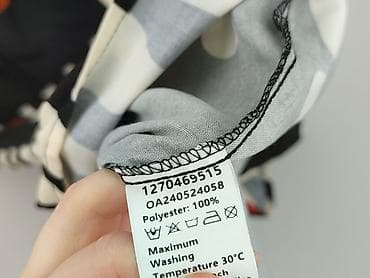 1270469515
OA240524058
Polyester: 100%
Maximum
Washing
Temperature 30°C